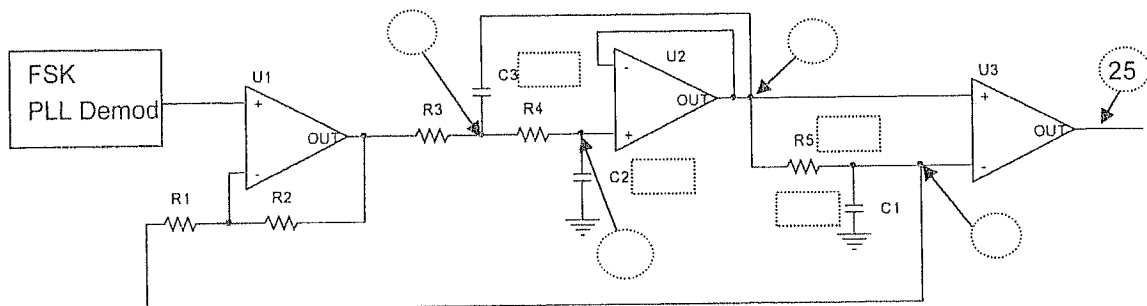 FSK
PLL Demod
U1
+
-
OUT
R1
R2
R3
C3
R4
C2
U2
-
+
OUT
R5
C1
U3
+
-
OUT
25